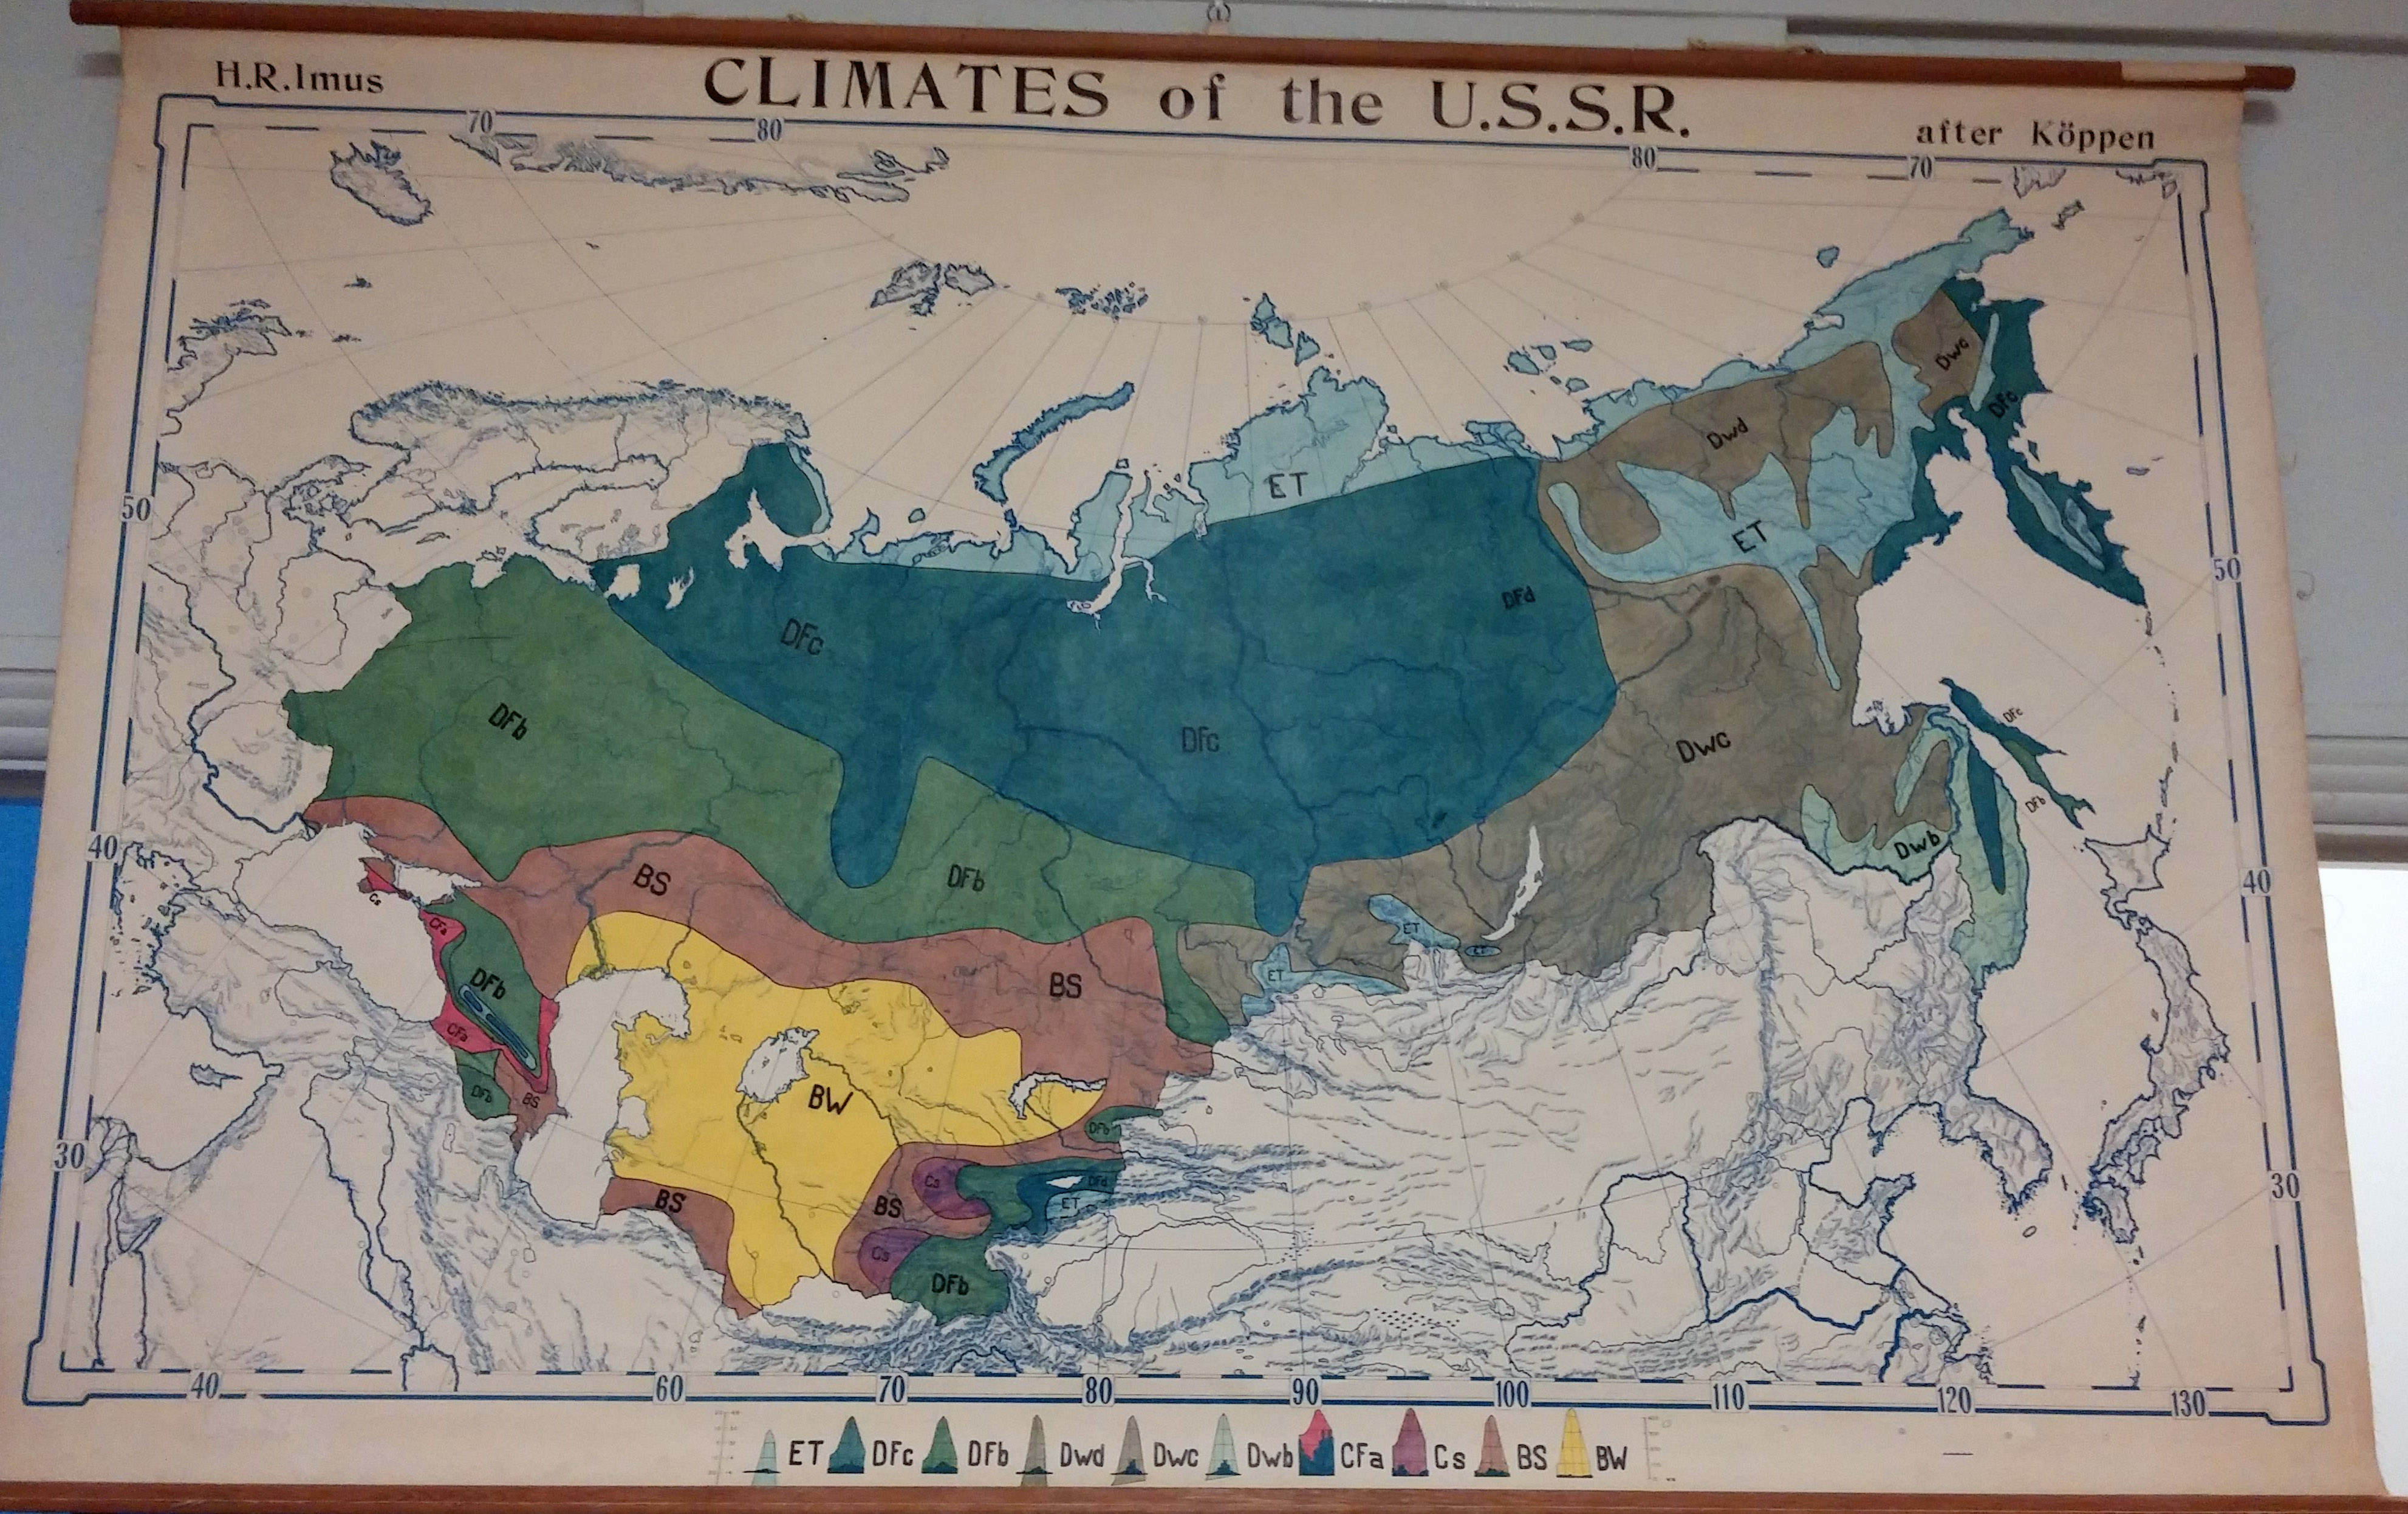 H.R.Imus
CLIMATES of the U.S.S.R.
after Köppen
70
80
80
70
50
50
40
40
30
30
ET
Dwd
Dwc
DFc
ET
DFd
DFc
DFb
DFc
Dwc
DFc
DFb
Dwb
BS
DFb
Cs
CFa
DFb
BS
ET
ET
CFa
BW
DFb
BS
DFb
Cs
DFd
BS
BS
ET
Cs
DFb
40
60
70
80
90
100
110
120
130
ET DFc DFb Dwd Dwc Dwb CFa Cs BS BW